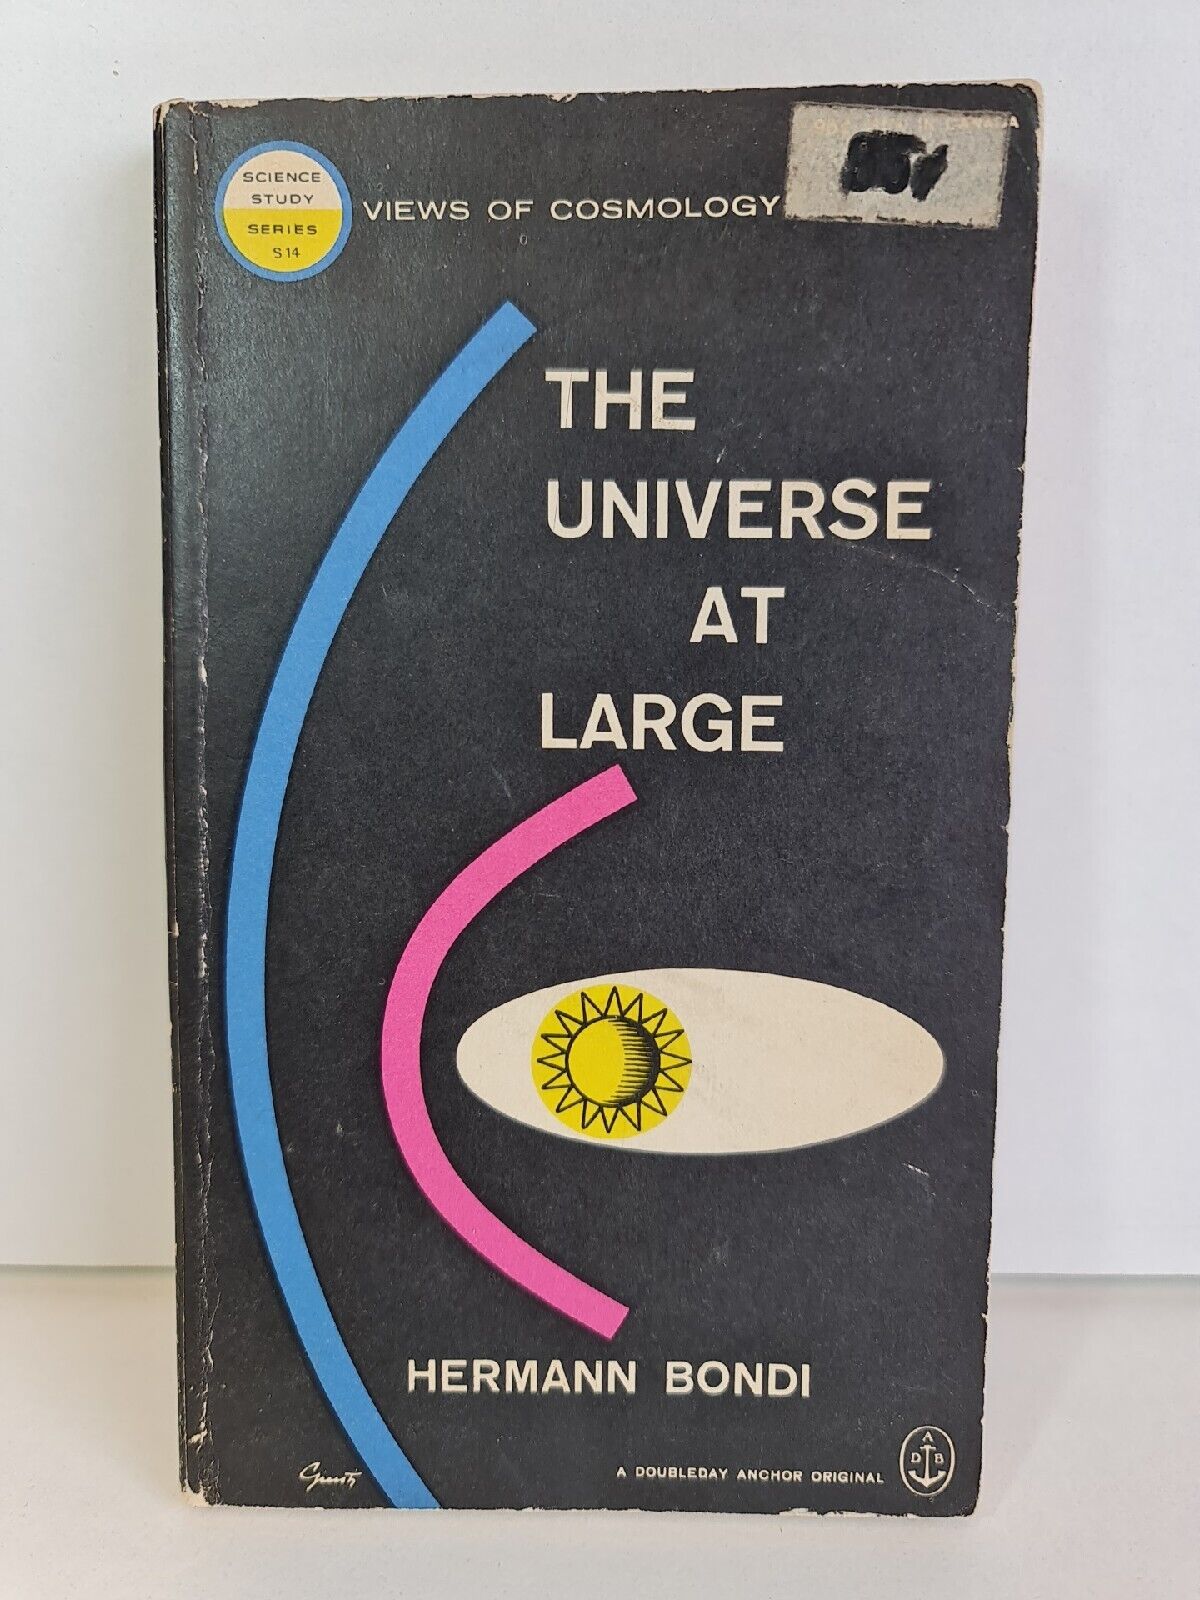 SCIENCE
STUDY
SERIES
S14
VIEWS OF COSMOLOGY
THE
UNIVERSE
AT
LARGE
HERMANN BONDI
A DOUBLEDAY ANCHOR ORIGINAL
A
D B